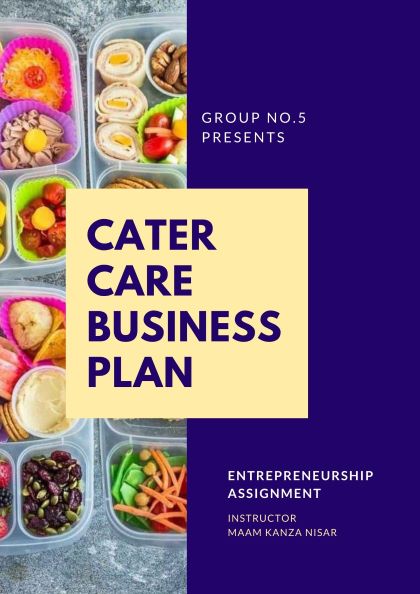 GROUP NO.5
PRESENTS
CATER
CARE
BUSINESS
PLAN
ENTREPRENEURSHIP
ASSIGNMENT
INSTRUCTOR
MAAM KANZA NISAR